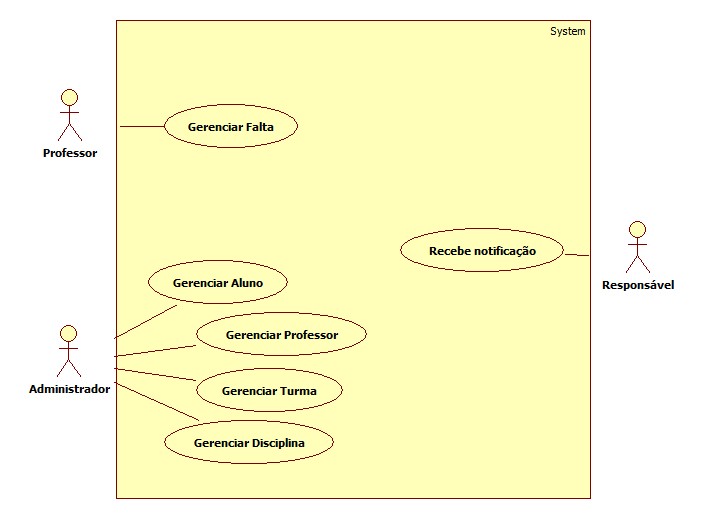 System
Gerenciar Falta
Professor
Recebe notificação
Gerenciar Aluno
Responsável
Gerenciar Professor
Administrador
Gerenciar Turma
Gerenciar Disciplina